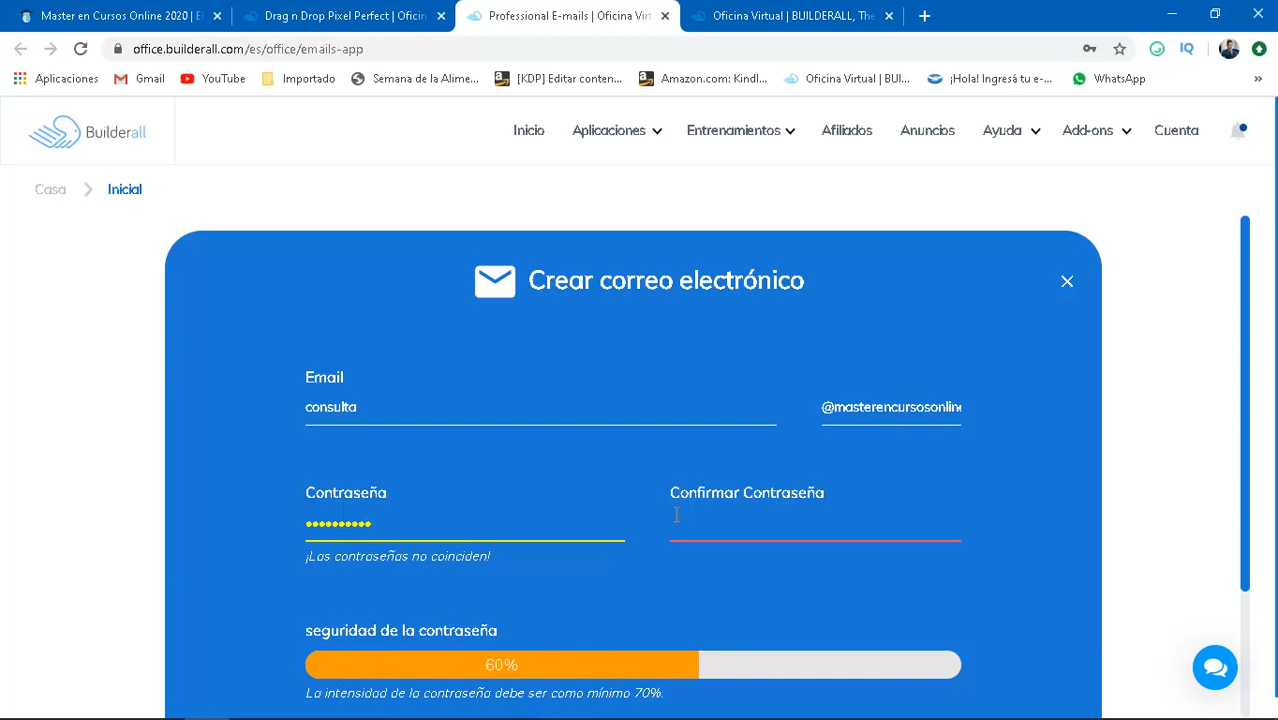 Master en Cursos Online 2020 | El
Drag n Drop Pixel Perfect | Oficin
Professional E-mails | Oficina Virt
Oficina Virtual | BUILDERALL, The
office.builderall.com/es/office/emails-app
Aplicaciones
Gmail
YouTube
Importado
Semana de la Alime...
[KDP] Editar conten...
Amazon.com: Kindl...
Oficina Virtual | BUI...
¡Hola! Ingresá tu e-...
WhatsApp
»
Builderall
Inicio
Aplicaciones
Entrenamientos
Afiliados
Anuncios
Ayuda
Add-ons
Cuenta
Casa
Inicial
Crear correo electrónico
Email
consulta
@masterencursosonline
Contraseña
Confirmar Contraseña
¡Las contraseñas no coinciden!
seguridad de la contraseña
60%
La intensidad de la contraseña debe ser como mínimo 70%.